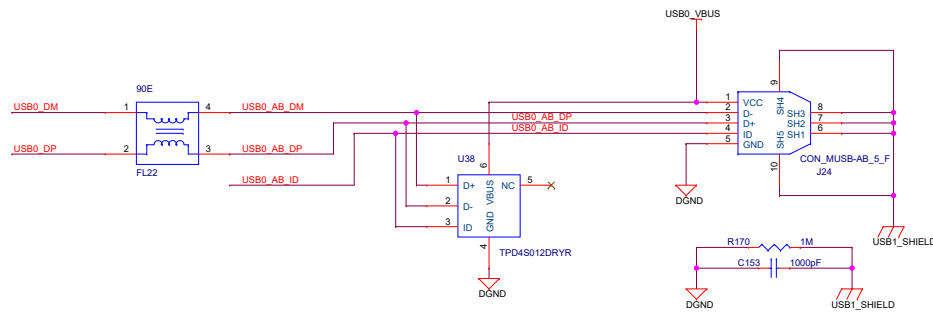 USB0_VBUS
90E
USB0_DM 1 4 USB0_AB_DM
USB0_DP 2 3 USB0_AB_DP
FL22
USB0_AB_ID
USB0_AB_DP
USB0_AB_ID
1 VCC
2 D-
3 D+
4 ID
5 GND
9 SH4
SH3 8
SH2 7
SH1 6
SH5 10
CON_MUSB-AB_5_F
J24
DGND
USB1_SHIELD
U38
6 VBUS
1 D+
NC 5
2 D-
3 ID
GND 4
TPD4S012DRYR
DGND
R170 1M
C153 1000pF
DGND
USB1_SHIELD